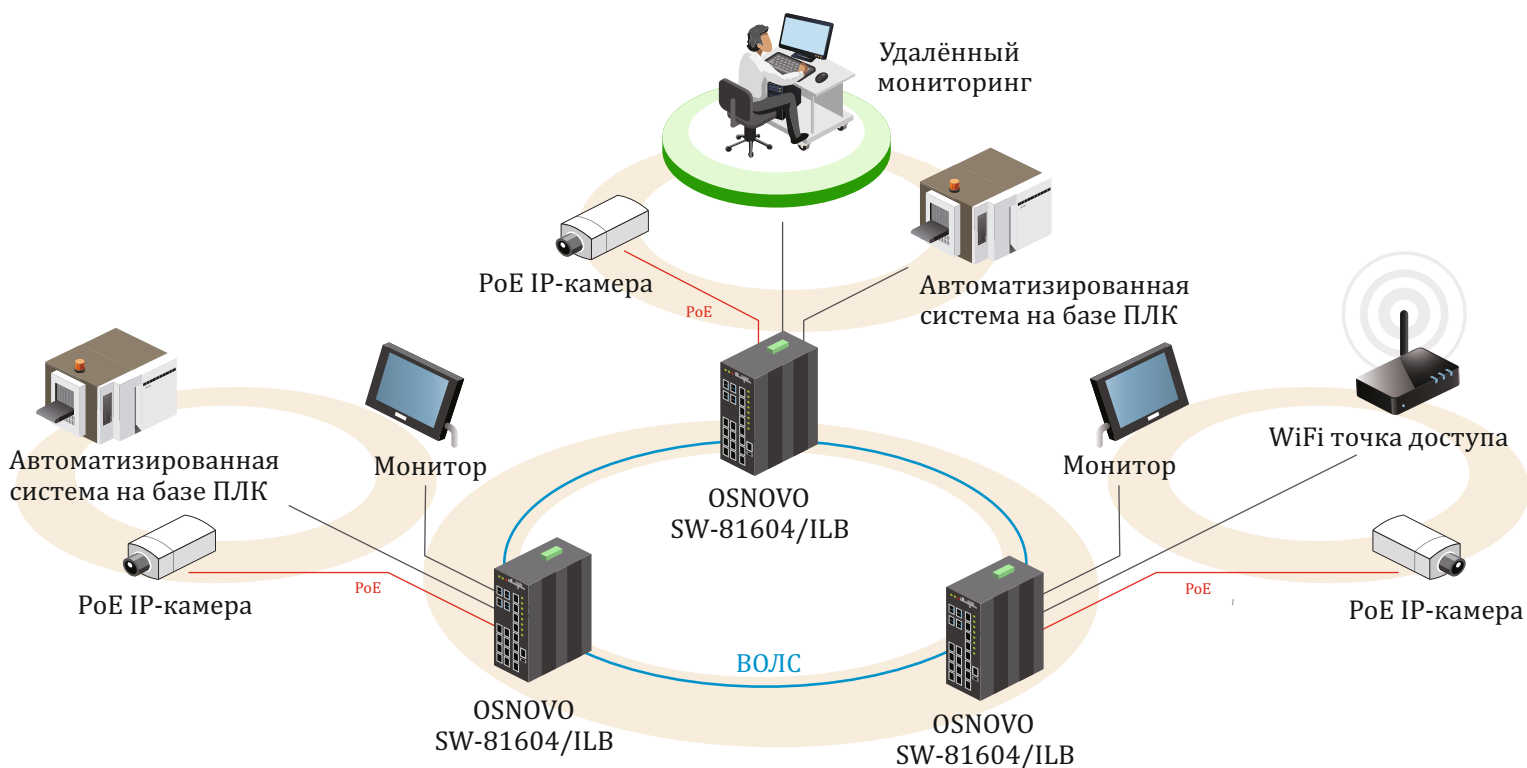 Удалённый
мониторинг
PoE IP-камера
PoE
Автоматизированная
система на базе ПЛК
Автоматизированная
система на базе ПЛК
Монитор
Монитор
WiFi точка доступа
OSNOVO
SW-81604/ILB
PoE IP-камера
PoE
PoE
PoE IP-камера
ВОЛС
OSNOVO
SW-81604/ILB
OSNOVO
SW-81604/ILB